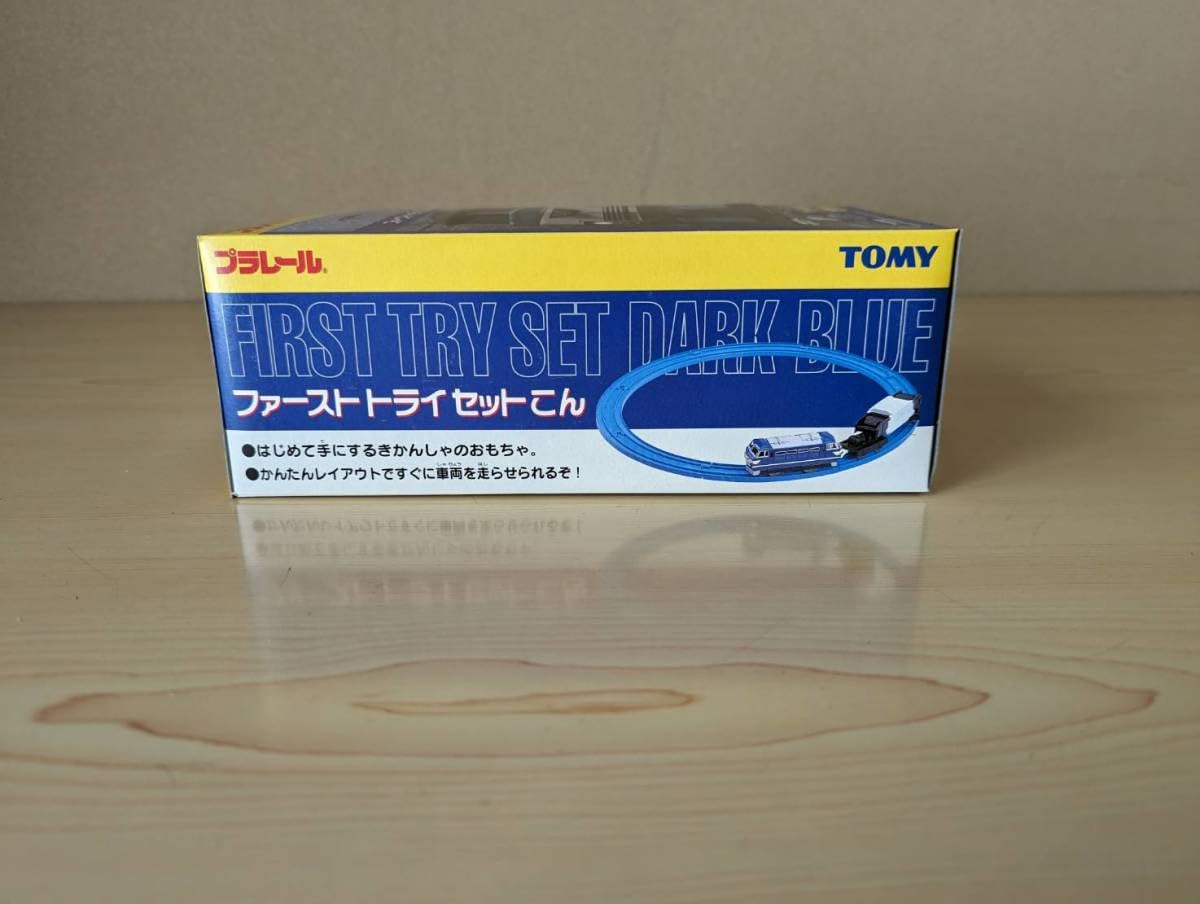 プラレール®
TOMY
FIRST TRY SET DARK BLUE
ファースト トライ セット こん
●はじめて手にするきかんしゃのおもちゃ。
●かんたんレイアウトですぐに車両を走らせられるぞ!